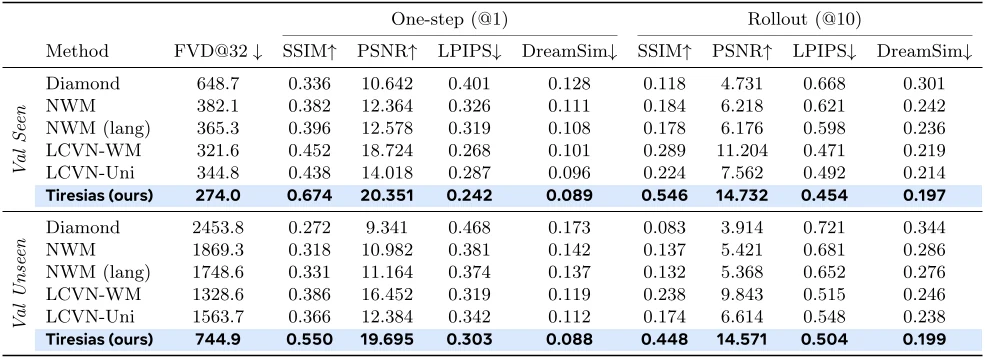 One-step (@1) Rollout (@10)
Method FVD@32↓ SSIM↑ PSNR↑ LPIPS↓ DreamSim↓ SSIM↑ PSNR↑ LPIPS↓ DreamSim↓
Val Seen
Diamond 648.7 0.336 10.642 0.401 0.128 0.118 4.731 0.668 0.301
NWM 382.1 0.382 12.364 0.326 0.111 0.184 6.218 0.621 0.242
NWM (lang) 365.3 0.396 12.578 0.319 0.108 0.178 6.176 0.598 0.236
LCVN-WM 321.6 0.452 18.724 0.268 0.101 0.289 11.204 0.471 0.219
LCVN-Uni 344.8 0.438 14.018 0.287 0.096 0.224 7.562 0.492 0.214
Tiresias (ours) 274.0 0.674 20.351 0.242 0.089 0.546 14.732 0.454 0.197
Val Unseen
Diamond 2453.8 0.272 9.341 0.468 0.173 0.083 3.914 0.721 0.344
NWM 1869.3 0.318 10.982 0.381 0.142 0.137 5.421 0.681 0.286
NWM (lang) 1748.6 0.331 11.164 0.374 0.137 0.132 5.368 0.652 0.276
LCVN-WM 1328.6 0.386 16.452 0.319 0.119 0.238 9.843 0.515 0.246
LCVN-Uni 1563.7 0.366 12.384 0.342 0.112 0.174 6.614 0.548 0.238
Tiresias (ours) 744.9 0.550 19.695 0.303 0.088 0.448 14.571 0.504 0.199